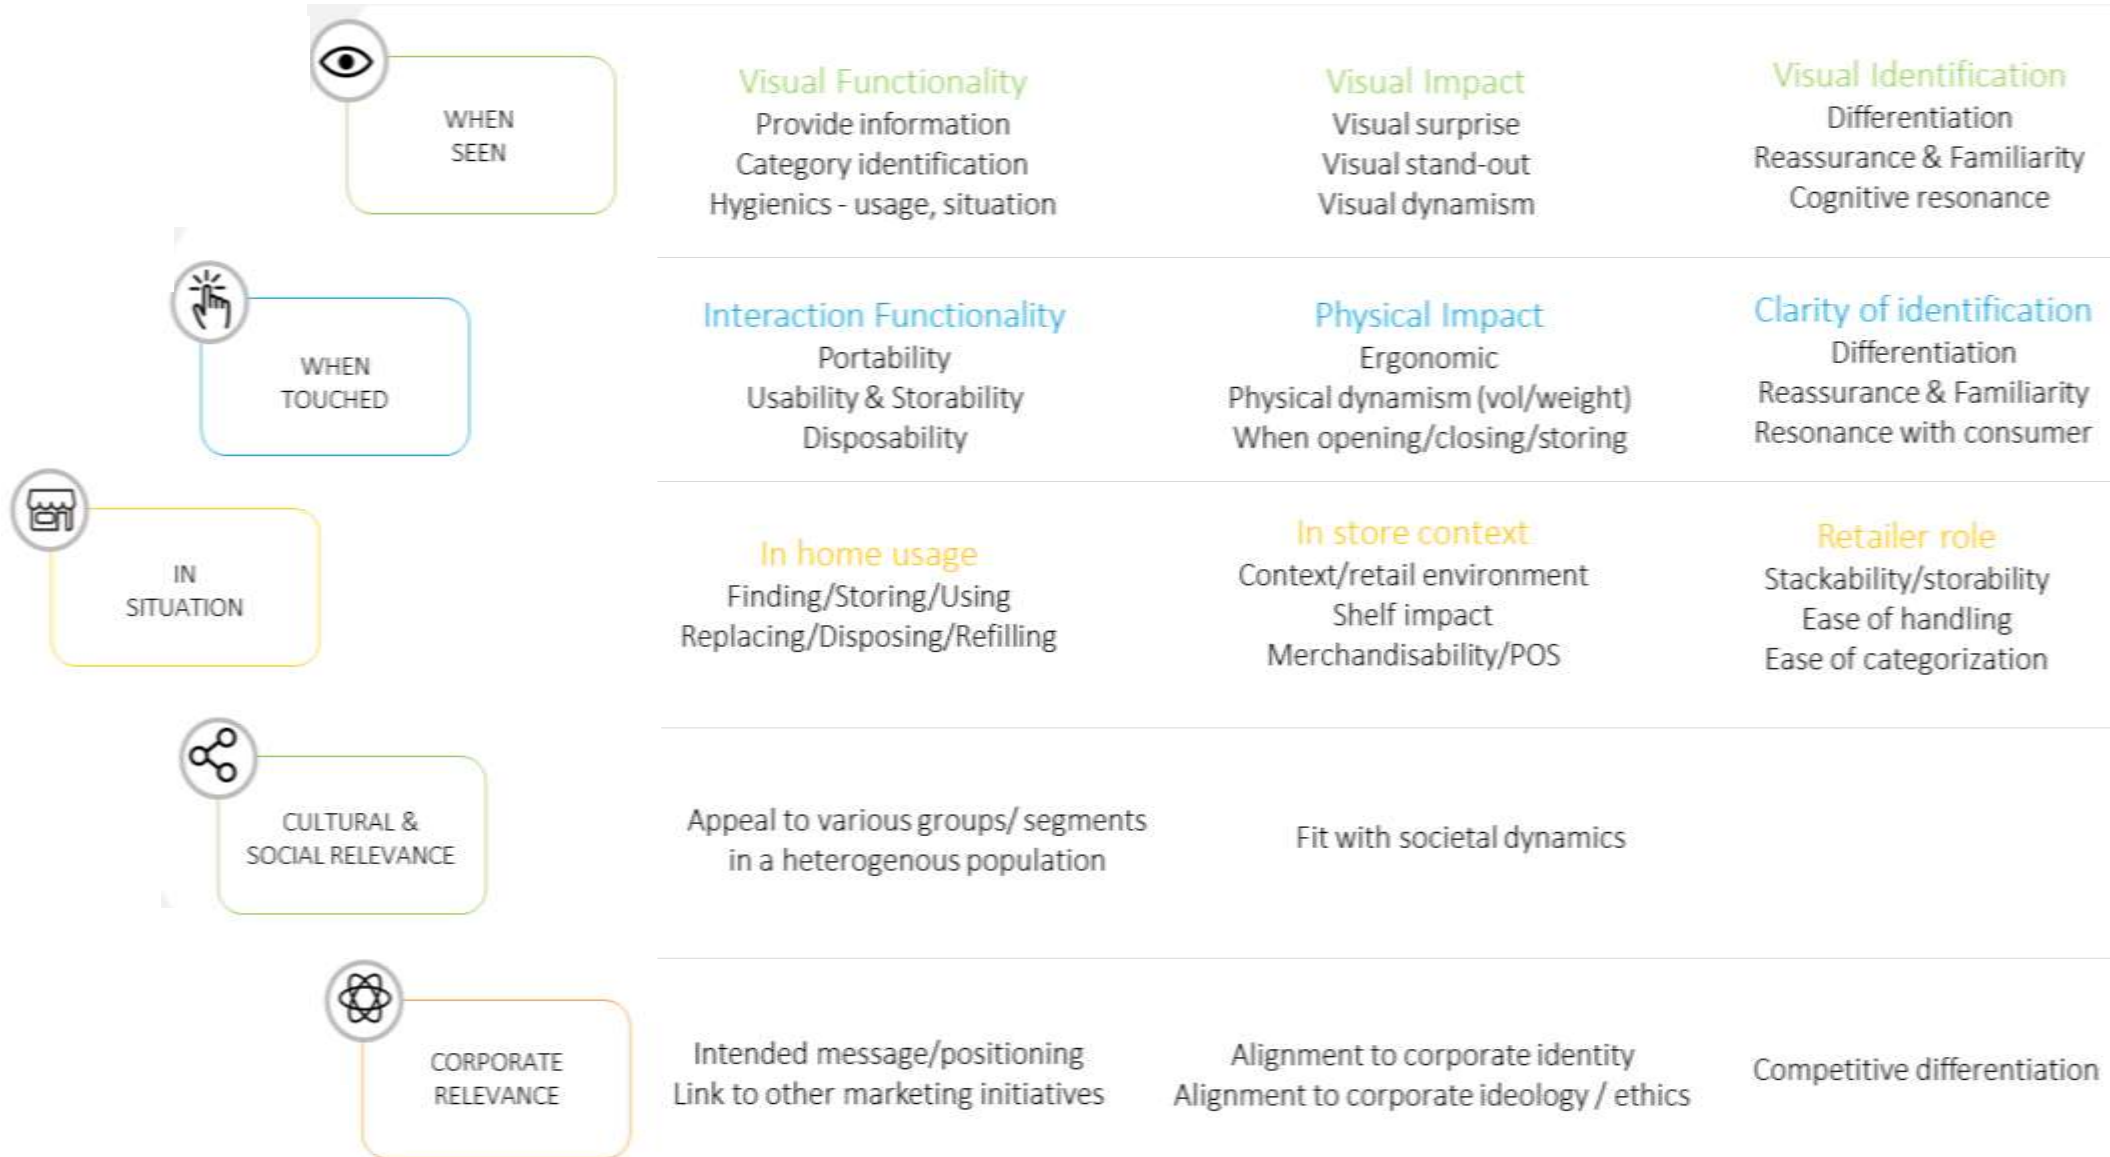 WHEN
SEEN
Visual Functionality
Provide information
Category identification
Hygienics - usage, situation
Visual Impact
Visual surprise
Visual stand-out
Visual dynamism
Visual Identification
Differentiation
Reassurance & Familiarity
Cognitive resonance
WHEN
TOUCHED
Interaction Functionality
Portability
Usability & Storability
Disposability
Physical Impact
Ergonomic
Physical dynamism (vol/weight)
When opening/closing/storing
Clarity of identification
Differentiation
Reassurance & Familiarity
Resonance with consumer
IN
SITUATION
In home usage
Finding/Storing/Using
Replacing/Disposing/Refilling
In store context
Context/retail environment
Shelf impact
Merchandisability/POS
Retailer role
Stackability/storability
Ease of handling
Ease of categorization
CULTURAL &
SOCIAL RELEVANCE
Appeal to various groups/ segments
in a heterogenous population
Fit with societal dynamics
CORPORATE
RELEVANCE
Intended message/positioning
Link to other marketing initiatives
Alignment to corporate identity
Alignment to corporate ideology / ethics
Competitive differentiation